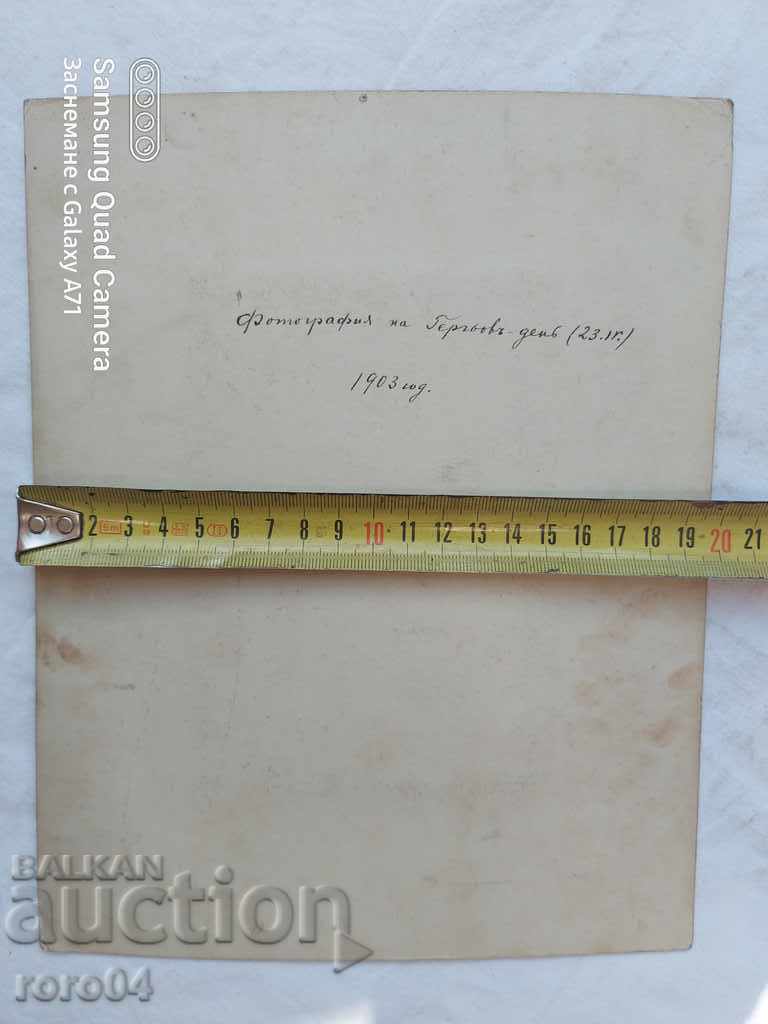 Samsung Quad Camera
Заснемане с Galaxy A71
Фотография на Гергьовъ-день (23.IV.)
1903 год.
2 3 4 5 6 7 8 9 10 11 12 13 14 15 16 17 18 19 20 21
BALKAN
auction
roro04